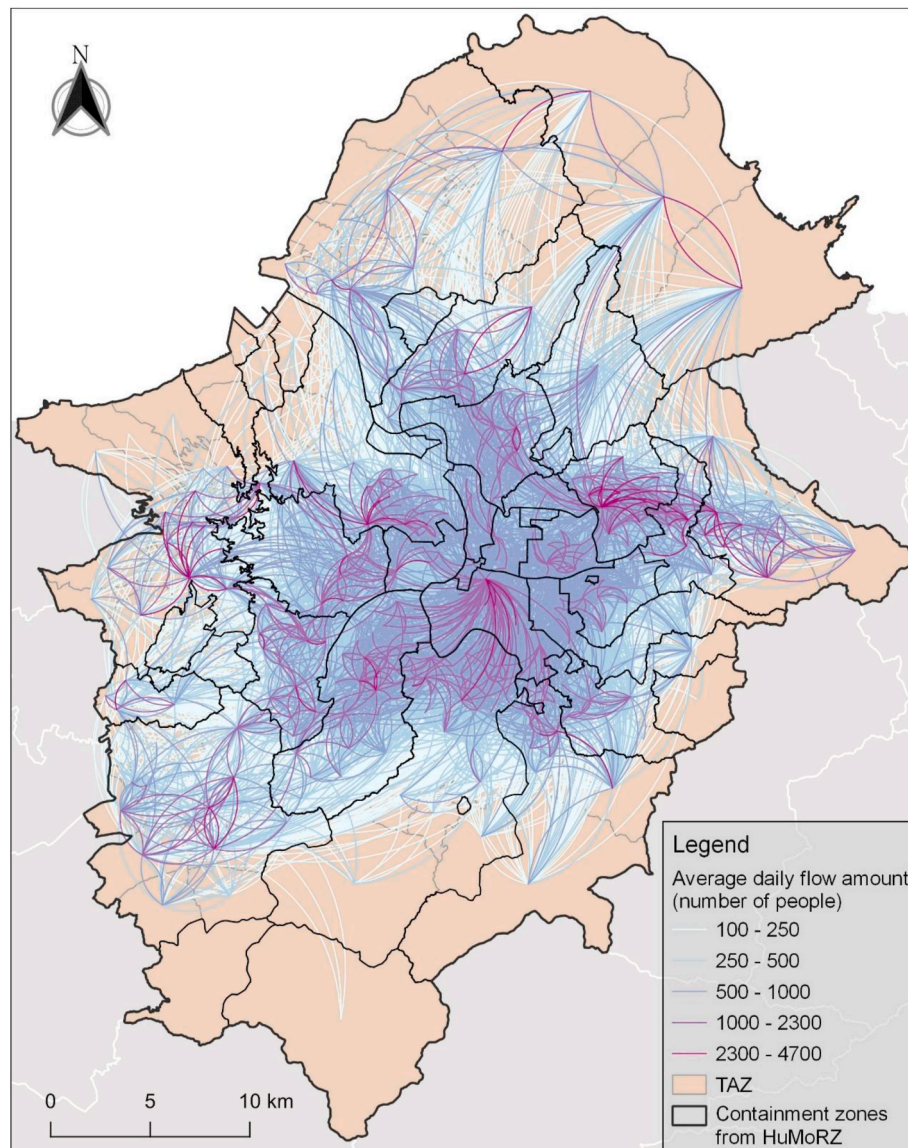 N
Legend
Average daily flow amount
(number of people)
100 - 250
250 - 500
500 - 1000
1000 - 2300
2300 - 4700
TAZ
Containment zones
from HuMoRZ
0 5 10 km